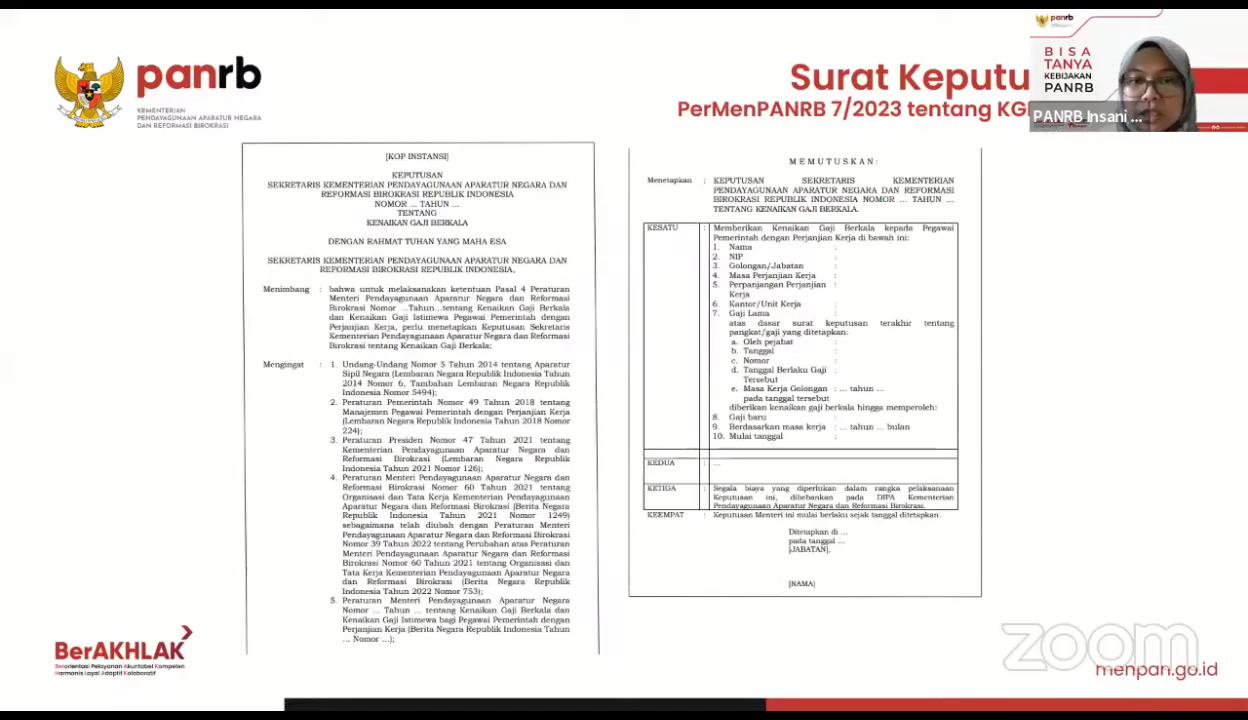 panrb
KEMENTERIAN
PENDAYAGUNAAN APARATUR NEGARA
DAN REFORMASI BIROKRASI
Surat Keputu
PerMenPANRB 7/2023 tentang KG
panrb
BISA
TANYA
KEBIJAKAN
PANRB
PANRB Insani ...
[KOP INSTANSI]
KEPUTUSAN
SEKRETARIS KEMENTERIAN PENDAYAGUNAAN APARATUR NEGARA DAN
REFORMASI BIROKRASI REPUBLIK INDONESIA
NOMOR ... TAHUN ...
TENTANG
KENAIKAN GAJI BERKALA
DENGAN RAHMAT TUHAN YANG MAHA ESA
SEKRETARIS KEMENTERIAN PENDAYAGUNAAN APARATUR NEGARA DAN
REFORMASI BIROKRASI REPUBLIK INDONESIA,
Menimbang : bahwa untuk melaksanakan ketentuan Pasal 4 Peraturan
Menteri Pendayagunaan Aparatur Negara dan Reformasi
Birokrasi Nomor ...Tahun...tentang Kenaikan Gaji Berkala
dan Kenaikan Gaji Istimewa Pegawai Pemerintah dengan
Perjanjian Kerja, perlu menetapkan Keputusan Sekretaris
Kementerian Pendayagunaan Aparatur Negara dan Reformasi
Birokrasi tentang Kenaikan Gaji Berkala;
Mengingat : 1. Undang-Undang Nomor 5 Tahun 2014 tentang Aparatur
Sipil Negara (Lembaran Negara Republik Indonesia Tahun
2014 Nomor 6, Tambahan Lembaran Negara Republik
Indonesia Nomor 5494);
2. Peraturan Pemerintah Nomor 49 Tahun 2018 tentang
Manajemen Pegawai Pemerintah dengan Perjanjian Kerja
(Lembaran Negara Republik Indonesia Tahun 2018 Nomor
224);
3. Peraturan Presiden Nomor 47 Tahun 2021 tentang
Kementerian Pendayagunaan Aparatur Negara dan
Reformasi Birokrasi (Lembaran Negara Republik
Indonesia Tahun 2021 Nomor 126);
4. Peraturan Menteri Pendayagunaan Aparatur Negara dan
Reformasi Birokrasi Nomor 60 Tahun 2021 tentang
Organisasi dan Tata Kerja Kementerian Pendayagunaan
Aparatur Negara dan Reformasi Birokrasi (Berita Negara
Republik Indonesia Tahun 2021 Nomor 1249)
sebagaimana telah diubah dengan Peraturan Menteri
Pendayagunaan Aparatur Negara dan Reformasi Birokrasi
Nomor 39 Tahun 2022 tentang Perubahan atas Peraturan
Menteri Pendayagunaan Aparatur Negara dan Reformasi
Birokrasi Nomor 60 Tahun 2021 tentang Organisasi dan
Tata Kerja Kementerian Pendayagunaan Aparatur Negara
dan Reformasi Birokrasi (Berita Negara Republik
Indonesia Tahun 2022 Nomor 753);
5. Peraturan Menteri Pendayagunaan Aparatur Negara
Nomor ... Tahun ... tentang Kenaikan Gaji Berkala dan
Kenaikan Gaji Istimewa bagi Pegawai Pemerintah dengan
Perjanjian Kerja (Berita Negara Republik Indonesia Tahun
... Nomor ...);
MEMUTUSKAN:
Menetapkan : KEPUTUSAN SEKRETARIS KEMENTERIAN
PENDAYAGUNAAN APARATUR NEGARA DAN REFORMASI
BIROKRASI REPUBLIK INDONESIA NOMOR ... TAHUN ...
TENTANG KENAIKAN GAJI BERKALA.
KESATU : Memberikan Kenaikan Gaji Berkala kepada Pegawai
Pemerintah dengan Perjanjian Kerja di bawah ini:
1. Nama :
2. NIP :
3. Golongan/Jabatan :
4. Masa Perjanjian Kerja :
5. Perpanjangan Perjanjian :
Kerja
6. Kantor/Unit Kerja :
7. Gaji Lama :
atas dasar surat keputusan terakhir tentang
pangkat/gaji yang ditetapkan:
a. Oleh pejabat :
b. Tanggal :
c. Nomor :
d. Tanggal Berlaku Gaji :
Tersebut
e. Masa Kerja Golongan : ... tahun ...
pada tanggal tersebut
diberikan kenaikan gaji berkala hingga memperoleh:
8. Gaji baru :
9. Berdasarkan masa kerja : ... tahun ... bulan
10. Mulai tanggal :
KEDUA : ...
KETIGA : Segala biaya yang diperlukan dalam rangka pelaksanaan
Keputusan ini, dibebankan pada DIPA Kementerian
Pendayagunaan Aparatur Negara dan Reformasi Birokrasi.
KEEMPAT : Keputusan Menteri ini mulai berlaku sejak tanggal ditetapkan.
Ditetapkan di ...
pada tanggal ...
[JABATAN],
[NAMA]
BerAKHLAK
Berorientasi Pelayanan Akuntabel Kompeten
Harmonis Loyal Adaptif Kolaboratif
zoom
menpan.go.id